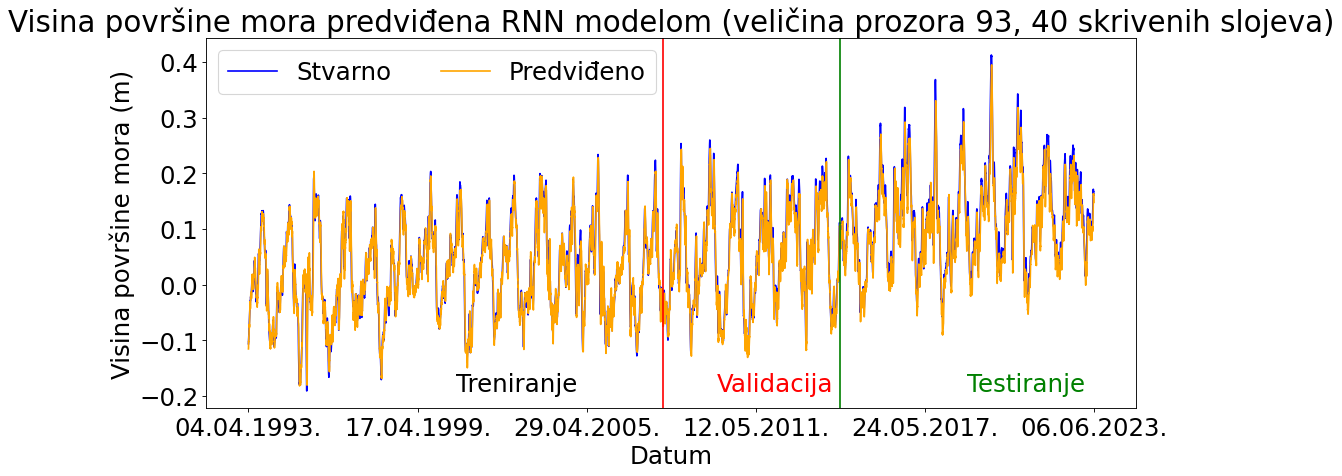 Visina površine mora predviđena RNN modelom (veličina prozora 93, 40 skrivenih slojeva)
Stvarno
Predviđeno
Visina površine mora (m)
0.4
0.3
0.2
0.1
0.0
−0.1
−0.2
Treniranje
Validacija
Testiranje
04.04.1993.
17.04.1999.
29.04.2005.
12.05.2011.
24.05.2017.
06.06.2023.
Datum